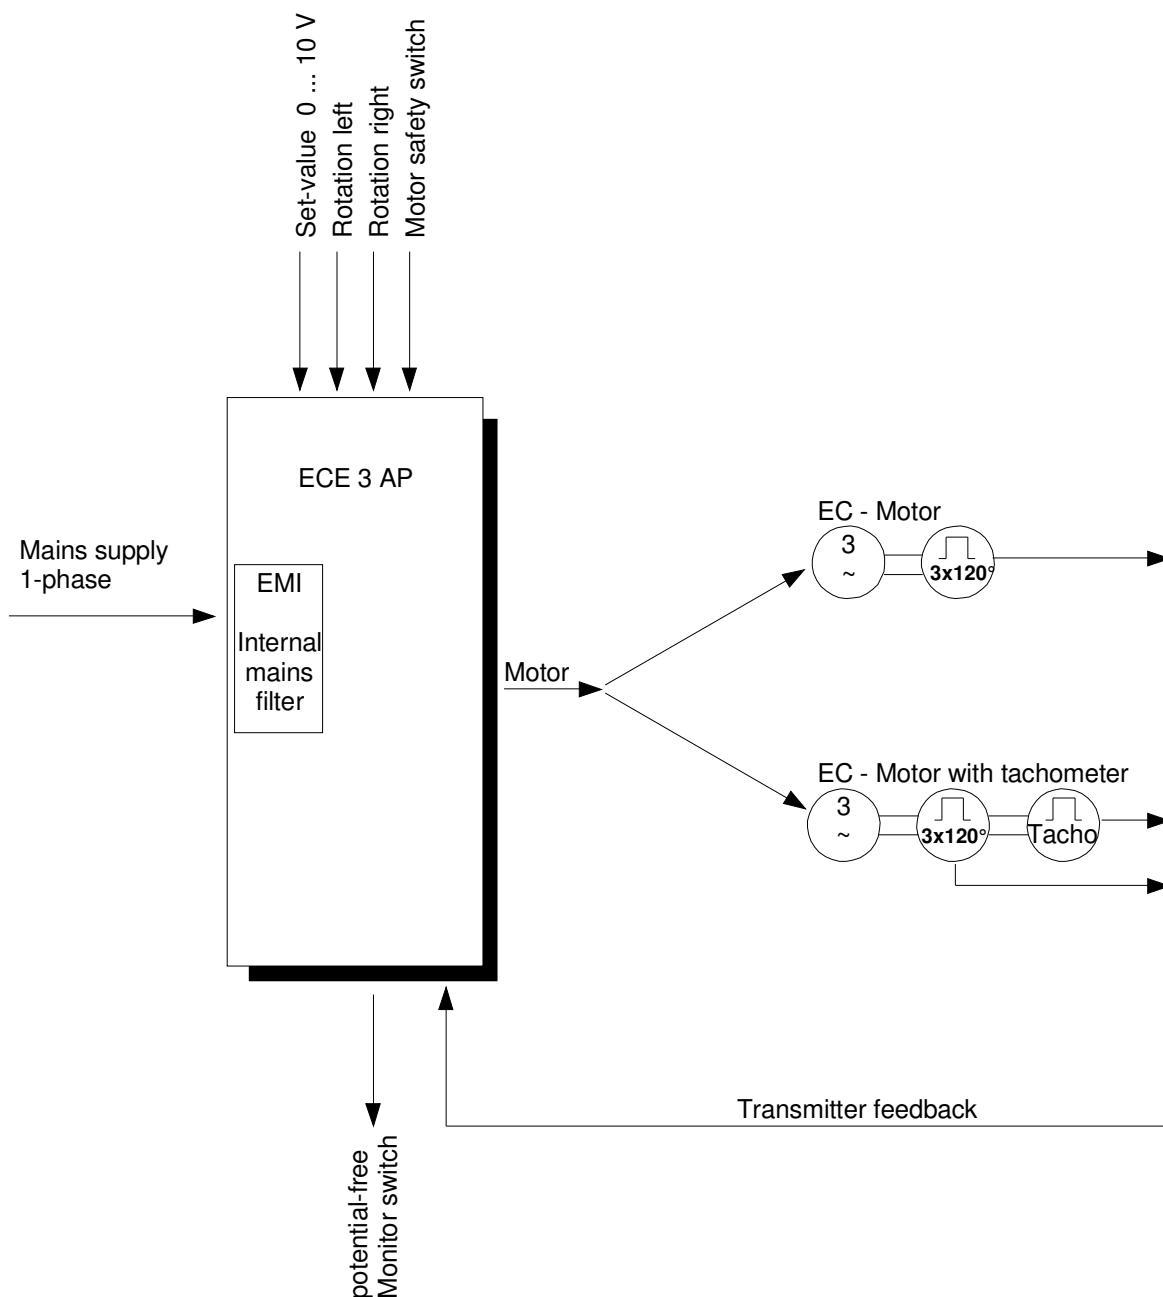 Set-value 0 ... 10 V
Rotation left
Rotation right
Motor safety switch
ECE 3 AP
Mains supply
1-phase
EMI
Internal
mains
filter
Motor
EC - Motor
3
~
3x120°
EC - Motor with tachometer
3
~
3x120°
Tacho
Transmitter feedback
potential-free
Monitor switch